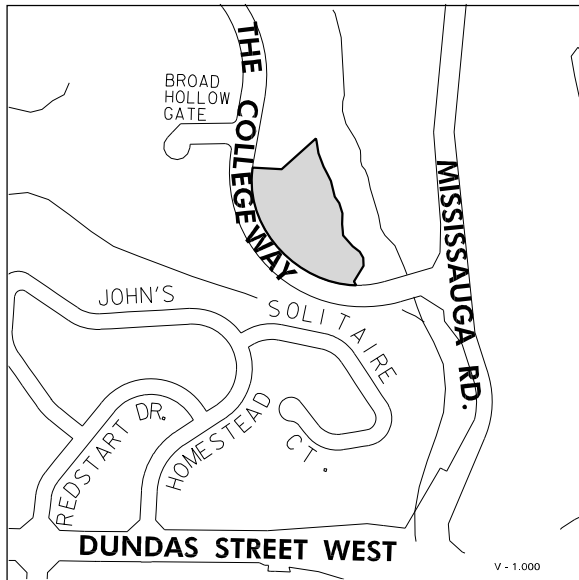 THE COLLEGEWAY
BROAD
HOLLOW
GATE
MISSISSAUGA RD.
JOHN'S
SOLITAIRE
CT.
HOMESTEAD
REDSTART DR.
DUNDAS STREET WEST
V - 1.000